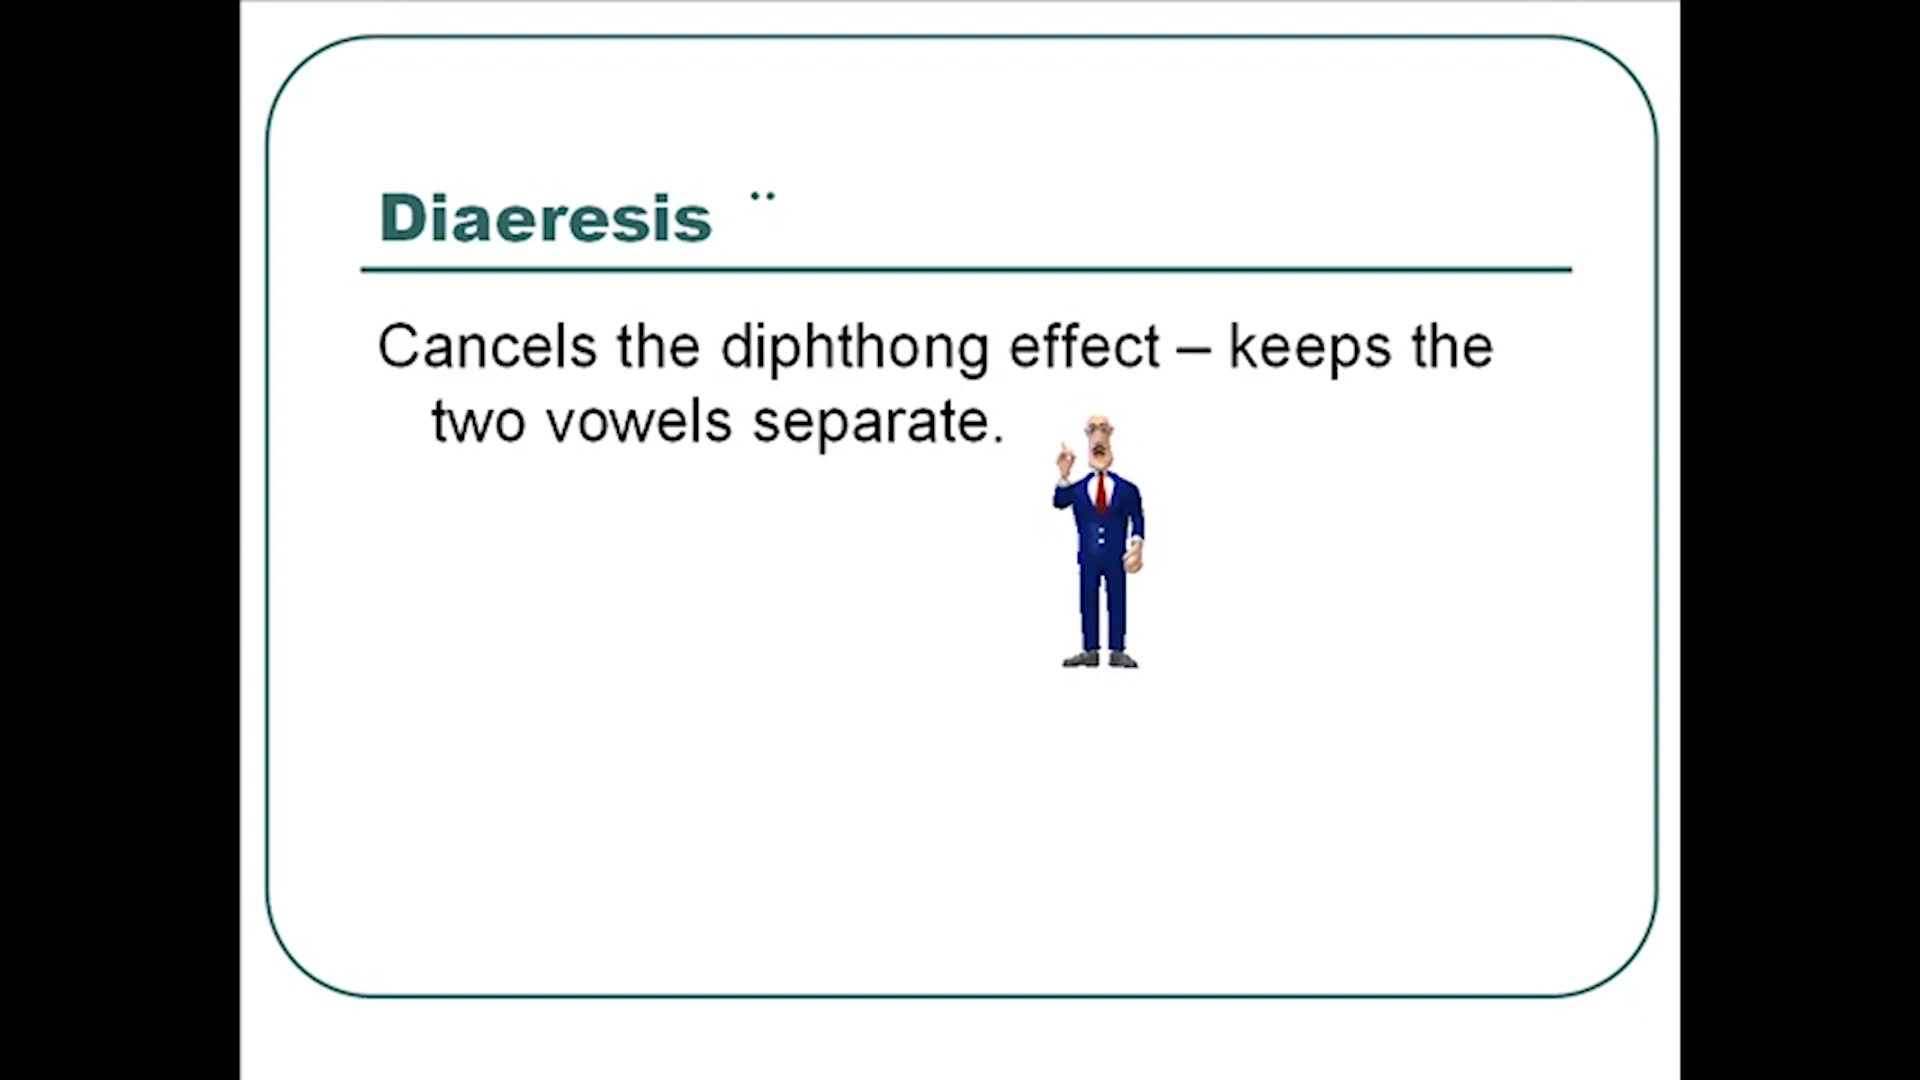 Diaeresis ¨
Cancels the diphthong effect – keeps the
two vowels separate.